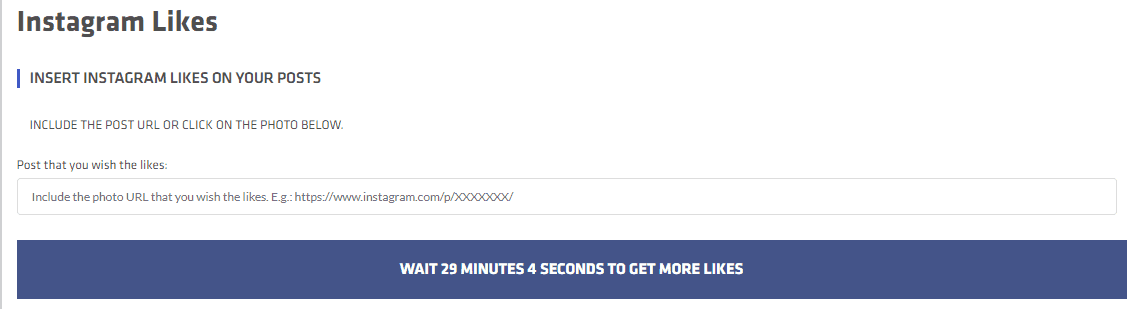 Instagram Likes
INSERT INSTAGRAM LIKES ON YOUR POSTS
INCLUDE THE POST URL OR CLICK ON THE PHOTO BELOW.
Post that you wish the likes:
Include the photo URL that you wish the likes. E.g.: https://www.instagram.com/p/XXXXXXX/
WAIT 29 MINUTES 4 SECONDS TO GET MORE LIKES